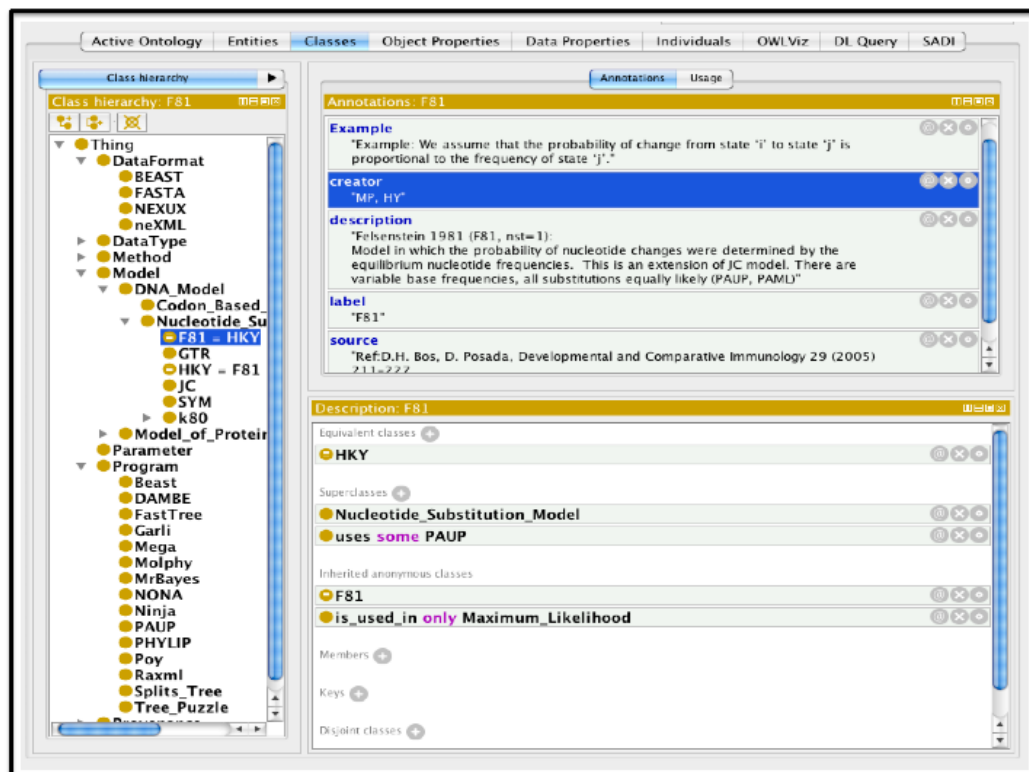 Active Ontology Entities Classes Object Properties Data Properties Individuals OWLViz DL Query SADI
Class hierarchy
Class hierarchy: F81
Thing
DataFormat
BEAST
FASTA
NEXUX
neXML
DataType
Method
Model
DNA_Model
Codon_Based_
Nucleotide_Su
F81 = HKY
GTR
HKY = F81
JC
SYM
k80
Model_of_Protein
Parameter
Program
Beast
DAMBE
FastTree
Garli
Mega
Molphy
MrBayes
NONA
Ninja
PAUP
PHYLIP
Poy
Raxml
Splits_Tree
Tree_Puzzle
Annotations Usage
Annotations: F81
Example
"Example: We assume that the probability of change from state 'i' to state 'j' is
proportional to the frequency of state 'j'."
creator
"MP, HY"
description
"Felsenstein 1981 (F81, nst=1):
Model in which the probability of nucleotide changes were determined by the
equilibrium nucleotide frequencies. This is an extension of JC model. There are
variable base frequencies, all substitutions equally likely (PAUP, PAML)"
label
"F81"
source
"Ref:D.H. Bos, D. Posada, Developmental and Comparative Immunology 29 (2005)
211-227
Description: F81
Equivalent classes
HKY
Superclasses
Nucleotide_Substitution_Model
uses some PAUP
Inherited anonymous classes
F81
is_used_in only Maximum_Likelihood
Members
Keys
Disjoint classes